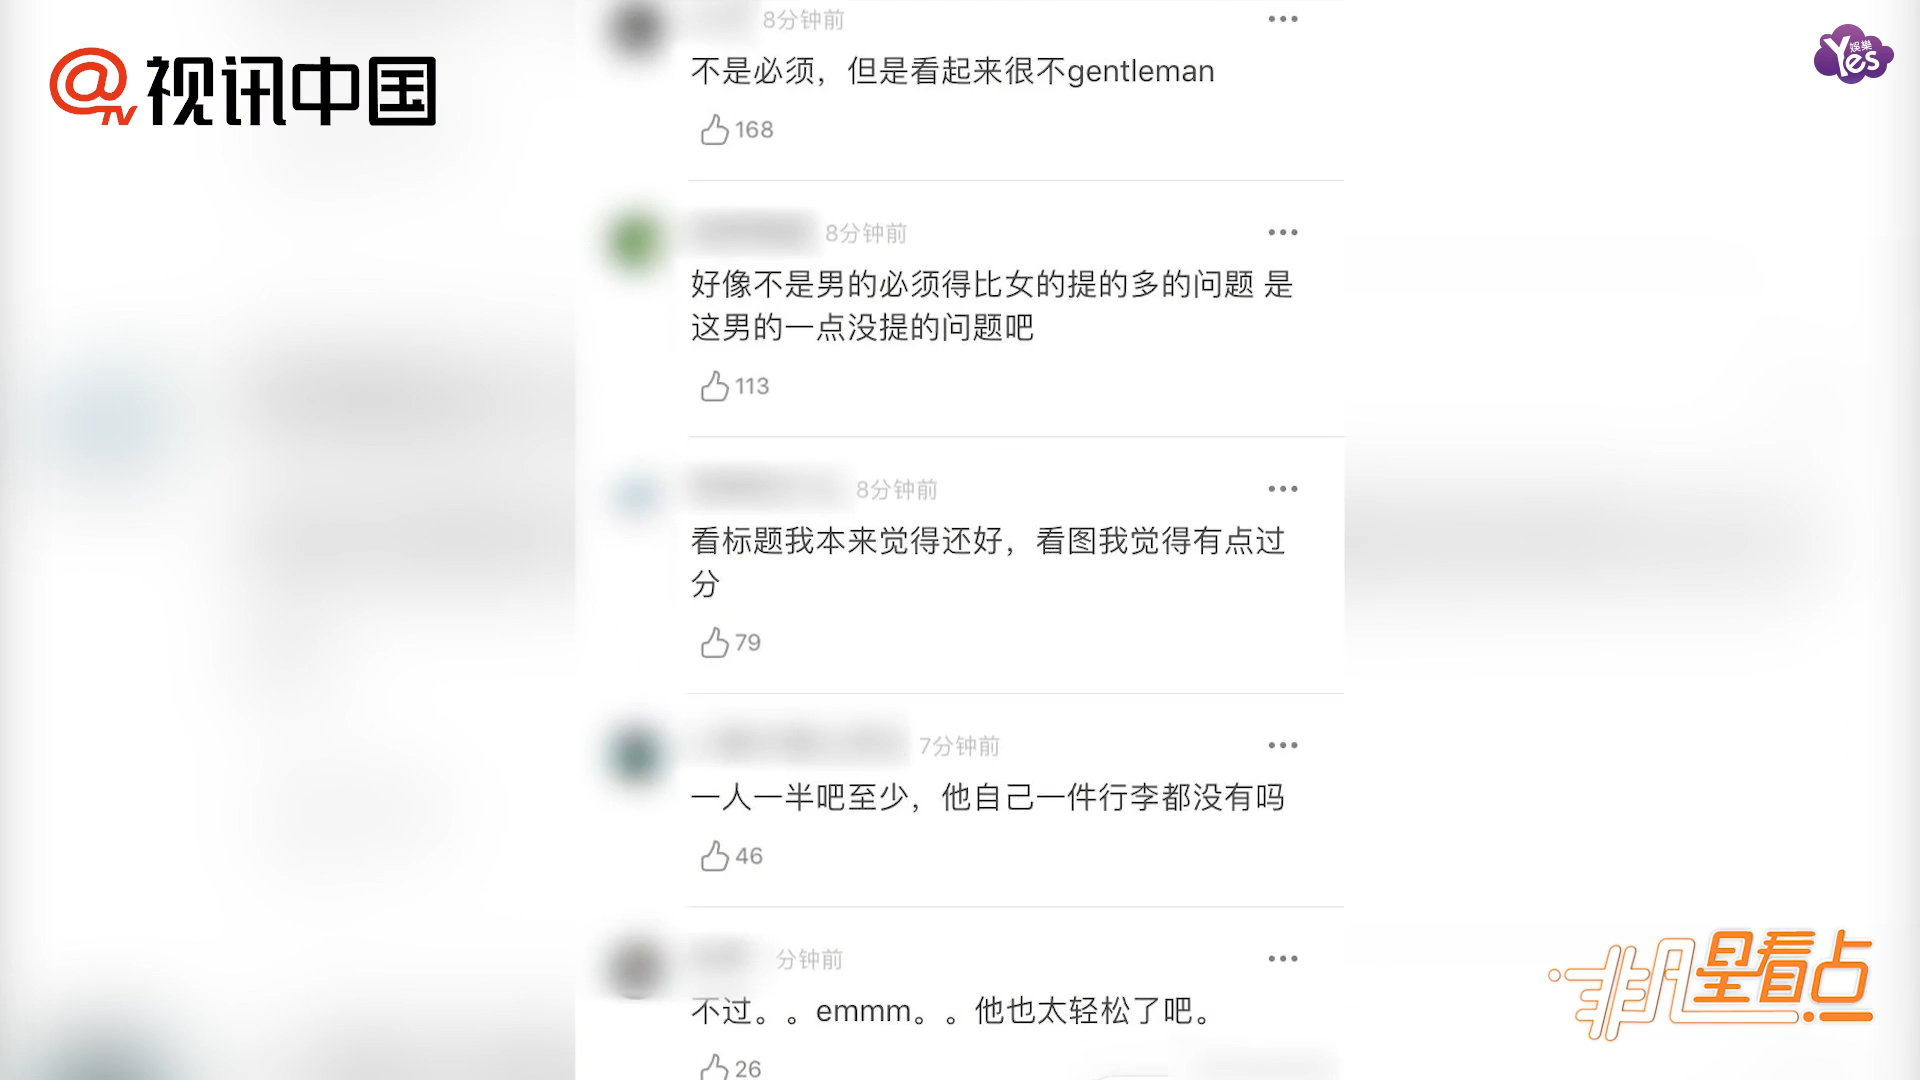 @TV 视讯中国
Yes 娱樂
8分钟前
不是必须，但是看起来很不gentleman
168
8分钟前
好像不是男的必须得比女的提的多的问题 是
这男的一点没提的问题吧
113
8分钟前
看标题我本来觉得还好，看图我觉得有点过
分
79
7分钟前
一人一半吧至少，他自己一件行李都没有吗
46
分钟前
不过。。emmm。。他也太轻松了吧。
26
非凡星看点